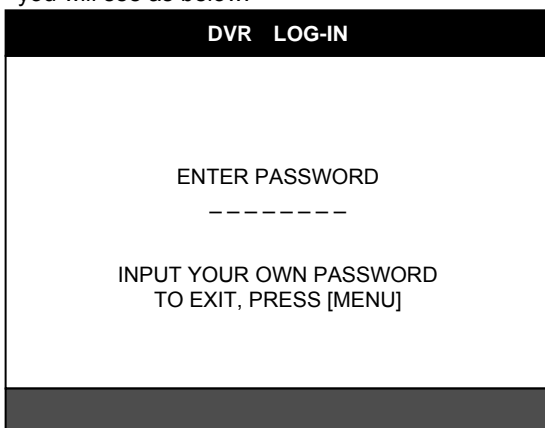 you will see as below.
DVR LOG-IN
ENTER PASSWORD
_ _ _ _ _ _ _ _
INPUT YOUR OWN PASSWORD
TO EXIT, PRESS [MENU]